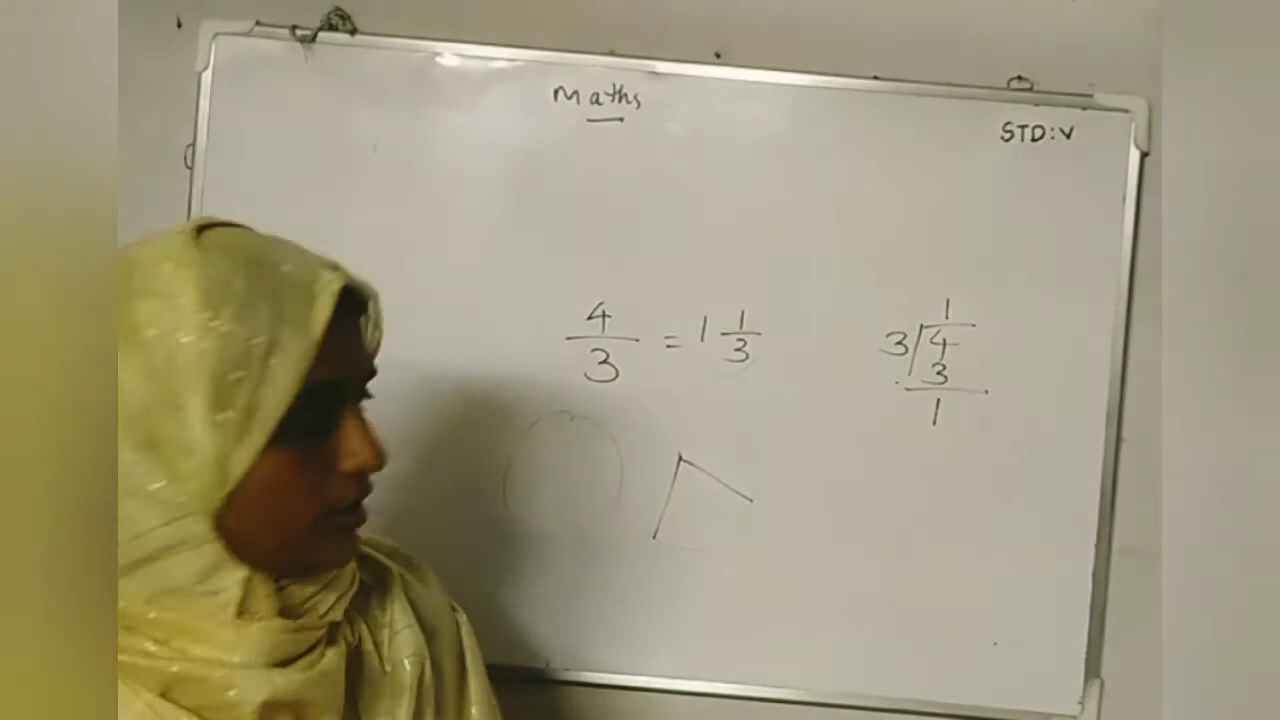 Maths
STD:V
4/3 = 1 1/3
1
3/4
3
1